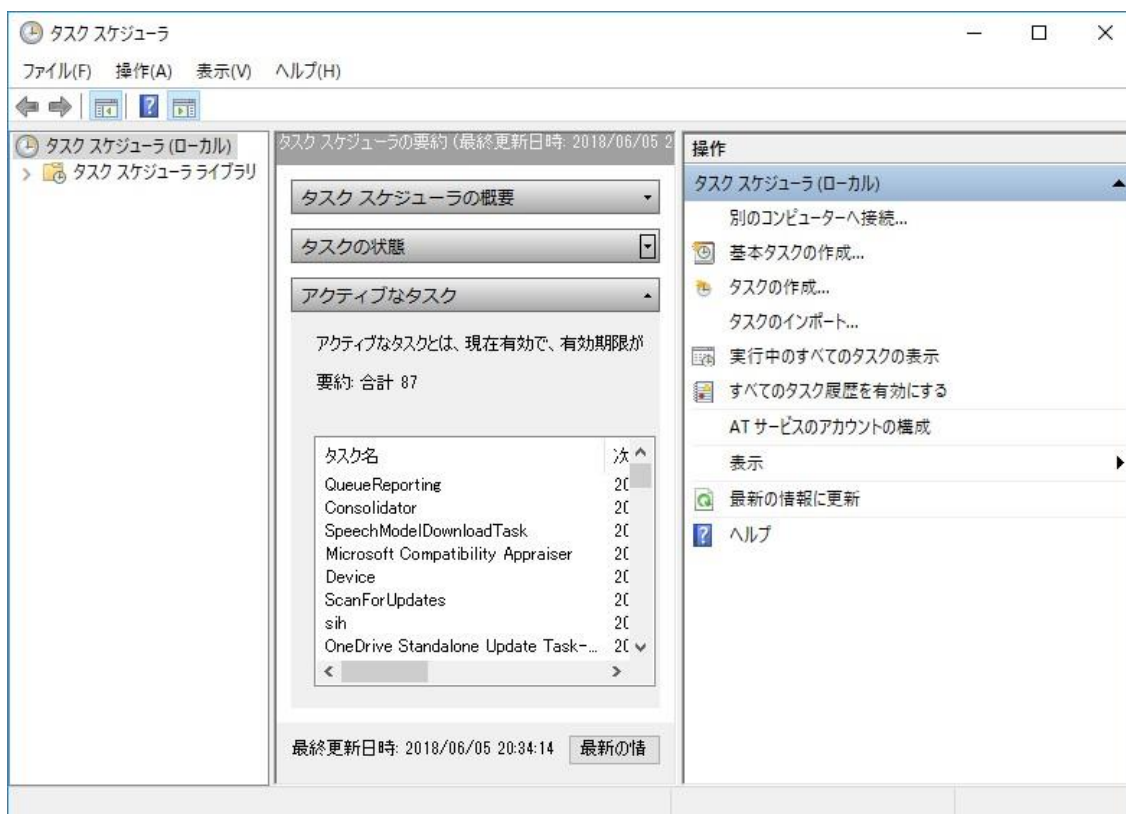 タスク スケジューラ
ファイル(F) 操作(A) 表示(V) ヘルプ(H)
タスク スケジューラ (ローカル)
タスク スケジューラ ライブラリ
タスク スケジューラの要約 (最終更新日時: 2018/06/05 2
タスク スケジューラの概要
タスクの状態
アクティブなタスク
アクティブなタスクとは、現在有効で、有効期限が
要約: 合計 87
タスク名 次
QueueReporting 20
Consolidator 20
SpeechModelDownloadTask 20
Microsoft Compatibility Appraiser 20
Device 20
ScanForUpdates 20
sih 20
OneDrive Standalone Update Task-... 20
最終更新日時: 2018/06/05 20:34:14 最新の情
操作
タスク スケジューラ (ローカル)
別のコンピューターへ接続...
基本タスクの作成...
タスクの作成...
タスクのインポート...
実行中のすべてのタスクの表示
すべてのタスク履歴を有効にする
AT サービスのアカウントの構成
表示
最新の情報に更新
ヘルプ